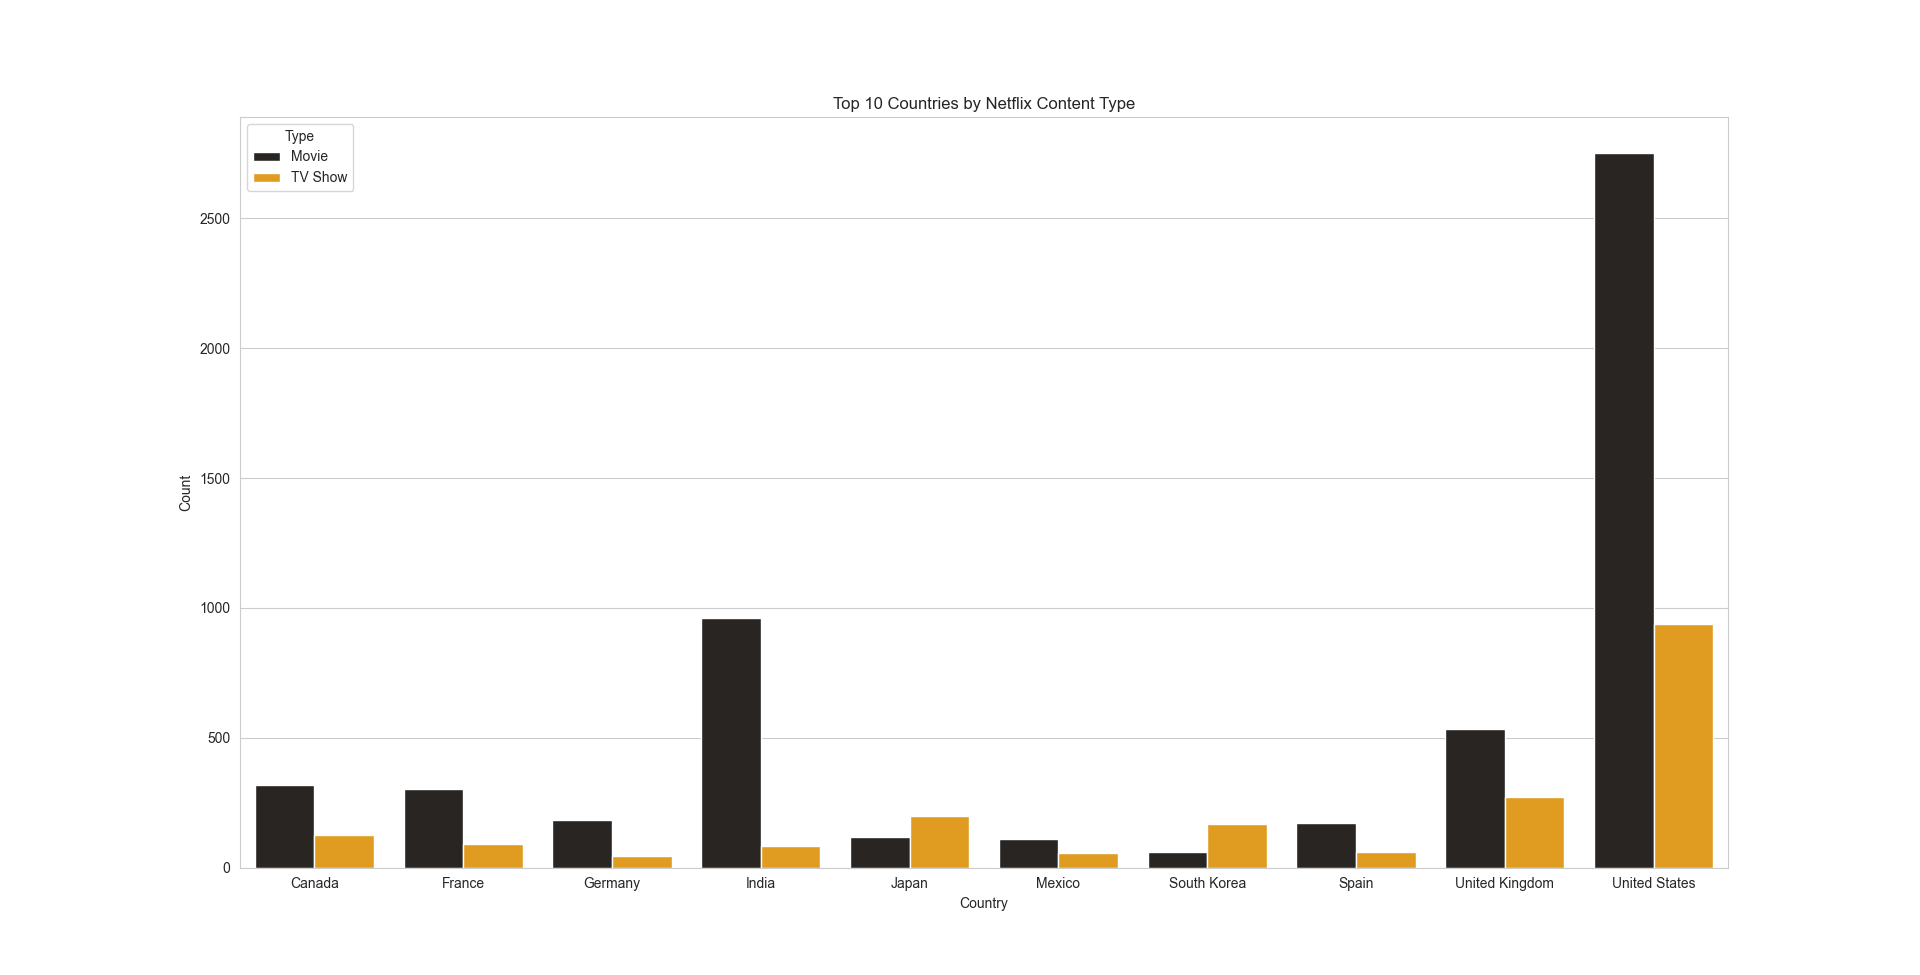 Top 10 Countries by Netflix Content Type
Type
Movie
TV Show
2500
2000
1500
1000
500
0
Count
Canada France Germany India Japan Mexico South Korea Spain United Kingdom United States
Country